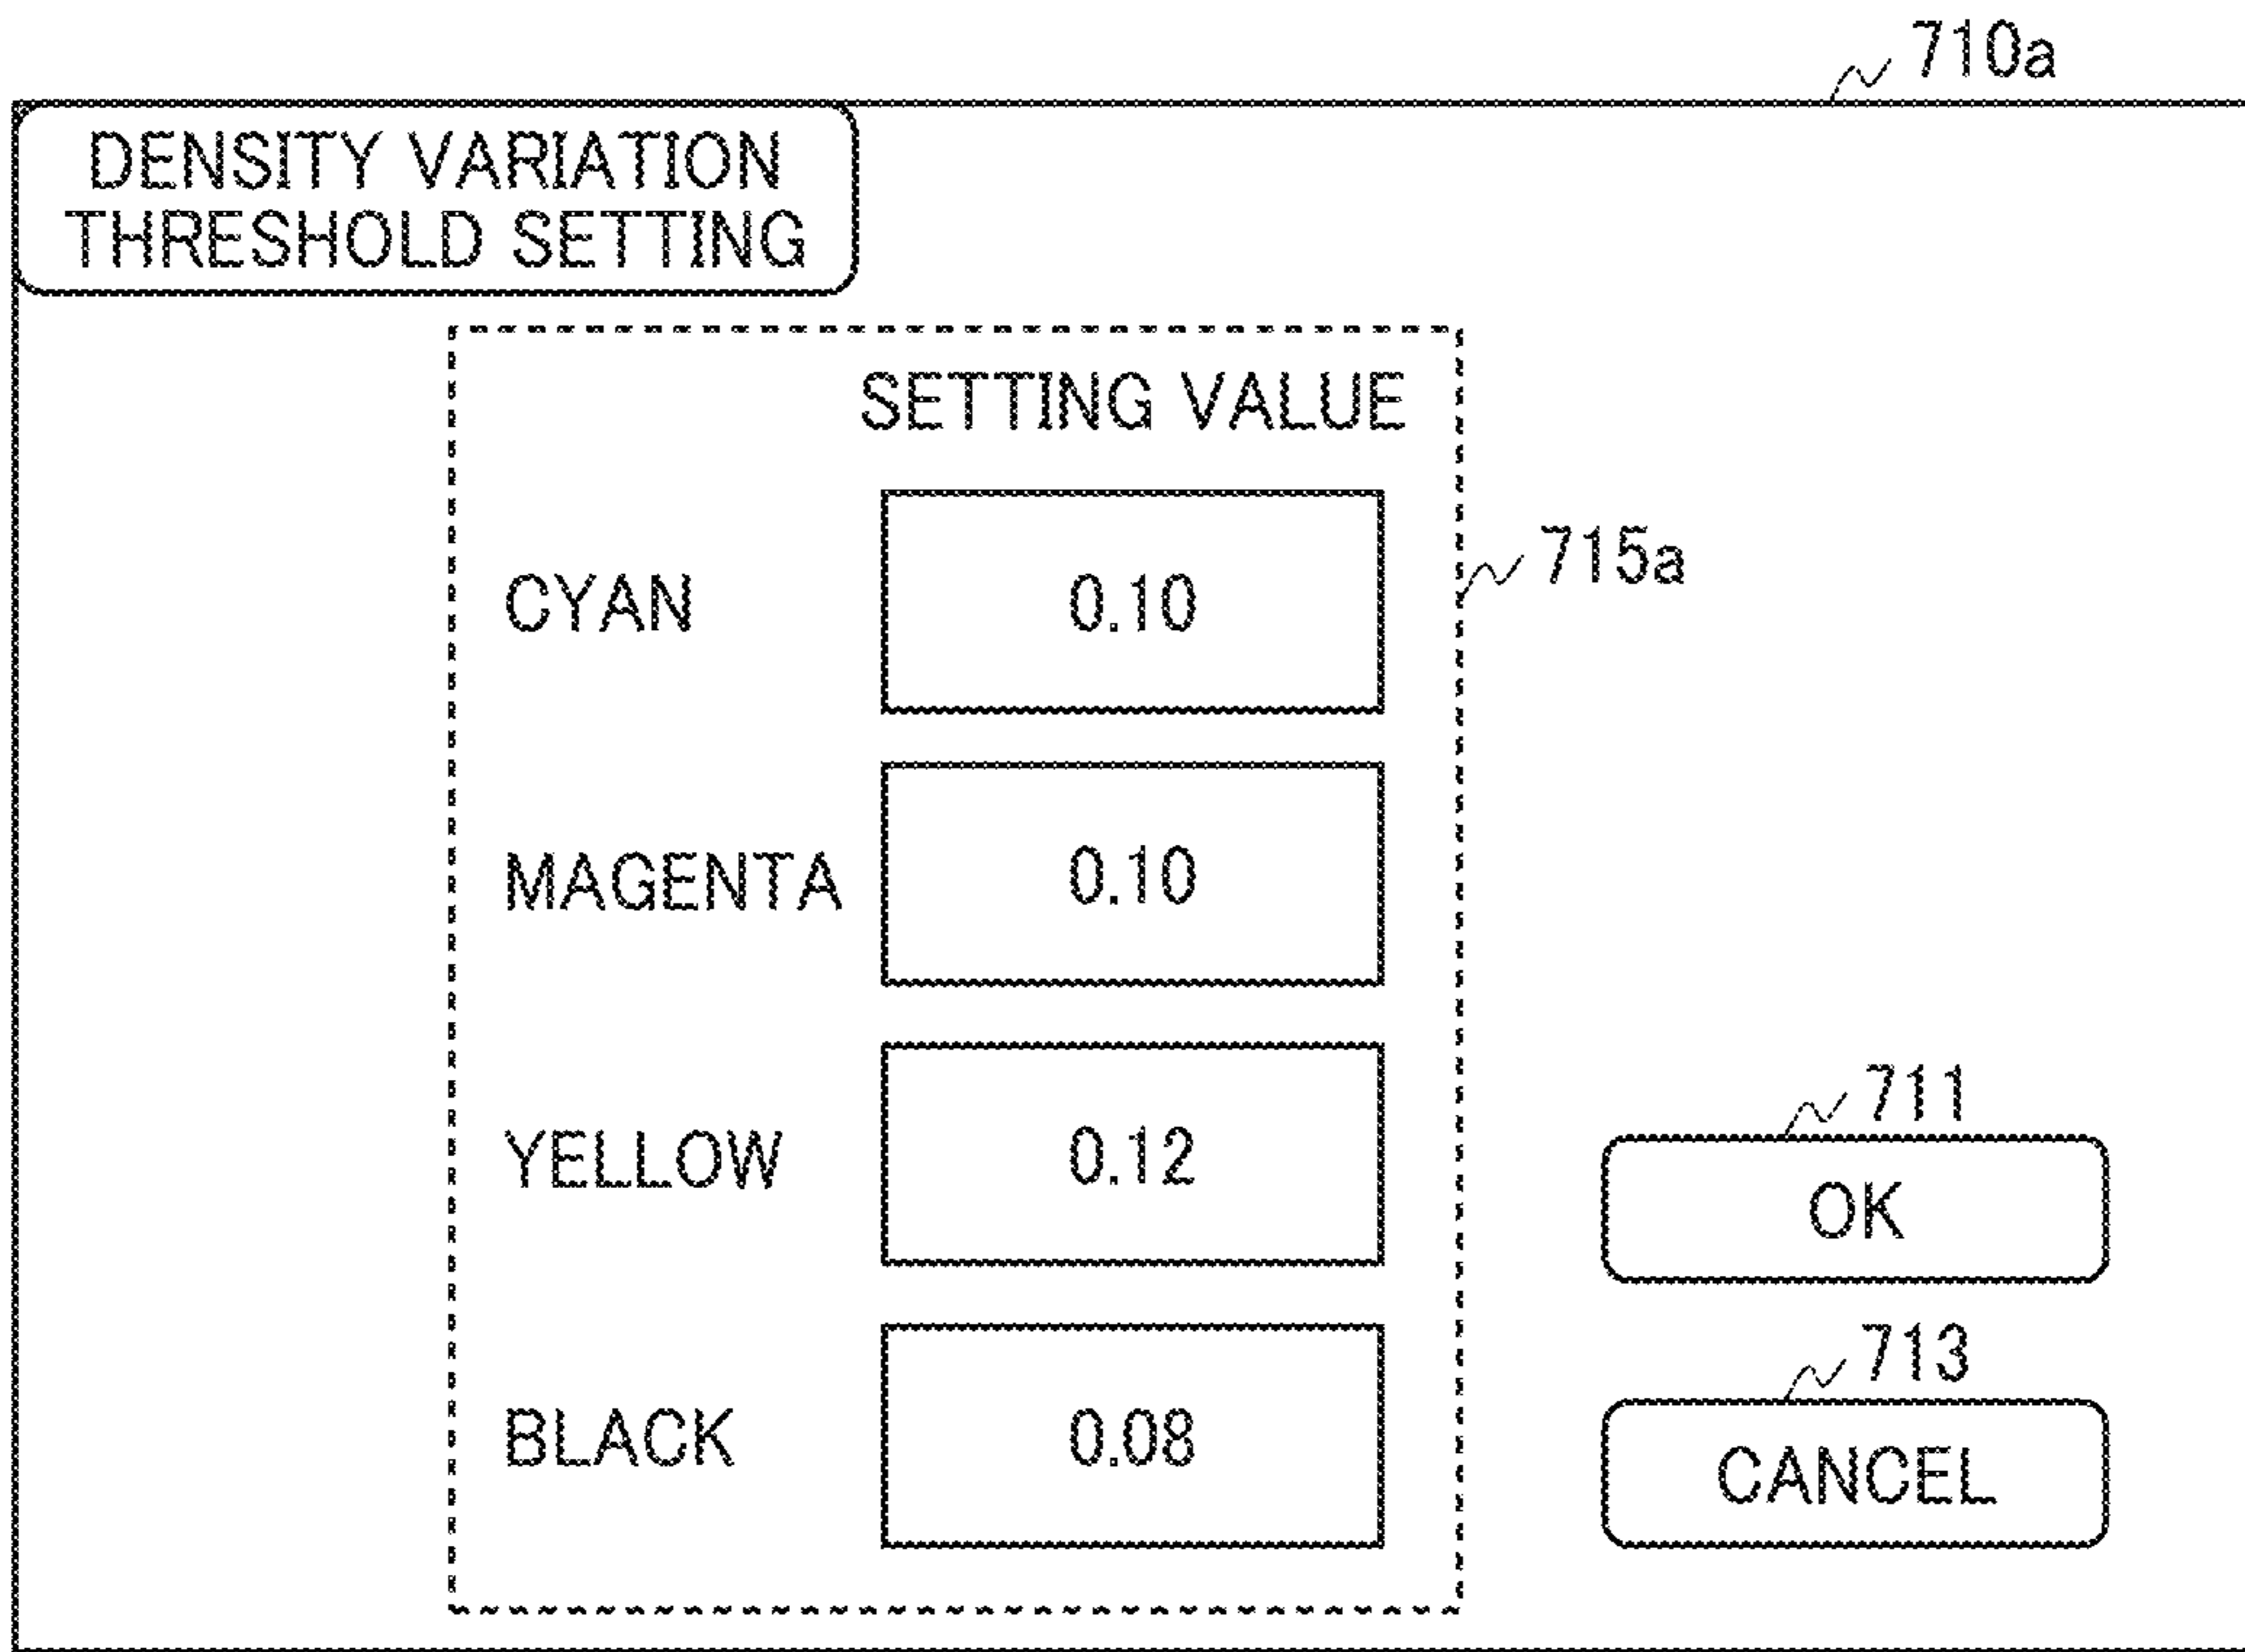 710a
DENSITY VARIATION
THRESHOLD SETTING
SETTING VALUE
CYAN 0.10
715a
MAGENTA 0.10
YELLOW 0.12
711
OK
BLACK 0.08
713
CANCEL